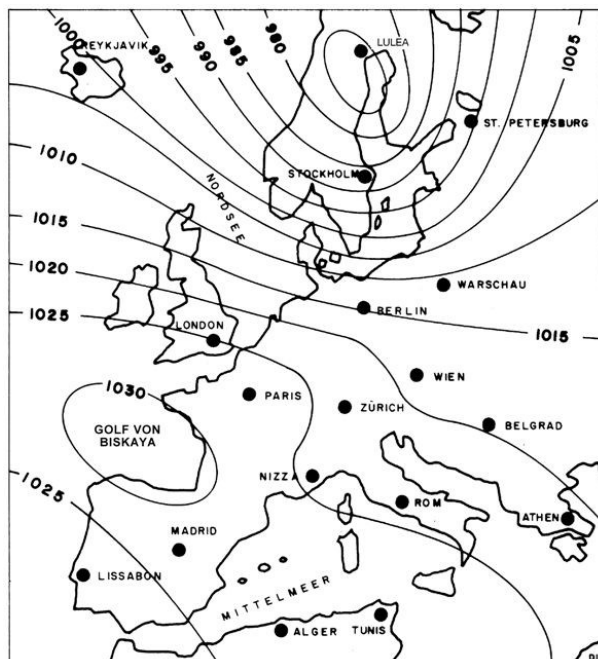 1000
REYKJAVIK
995
990
985
980
LULEA
1005
ST. PETERSBURG
STOCKHOLM
1010
NORDSEE
1015
1020
1025
WARSCHAU
BERLIN
LONDON
1015
WIEN
1030
PARIS
ZÜRICH
GOLF VON
BISKAYA
BELGRAD
1025
NIZZA
ROM
ATHEN
MADRID
LISSABON
MITTELMEER
ALGER
TUNIS